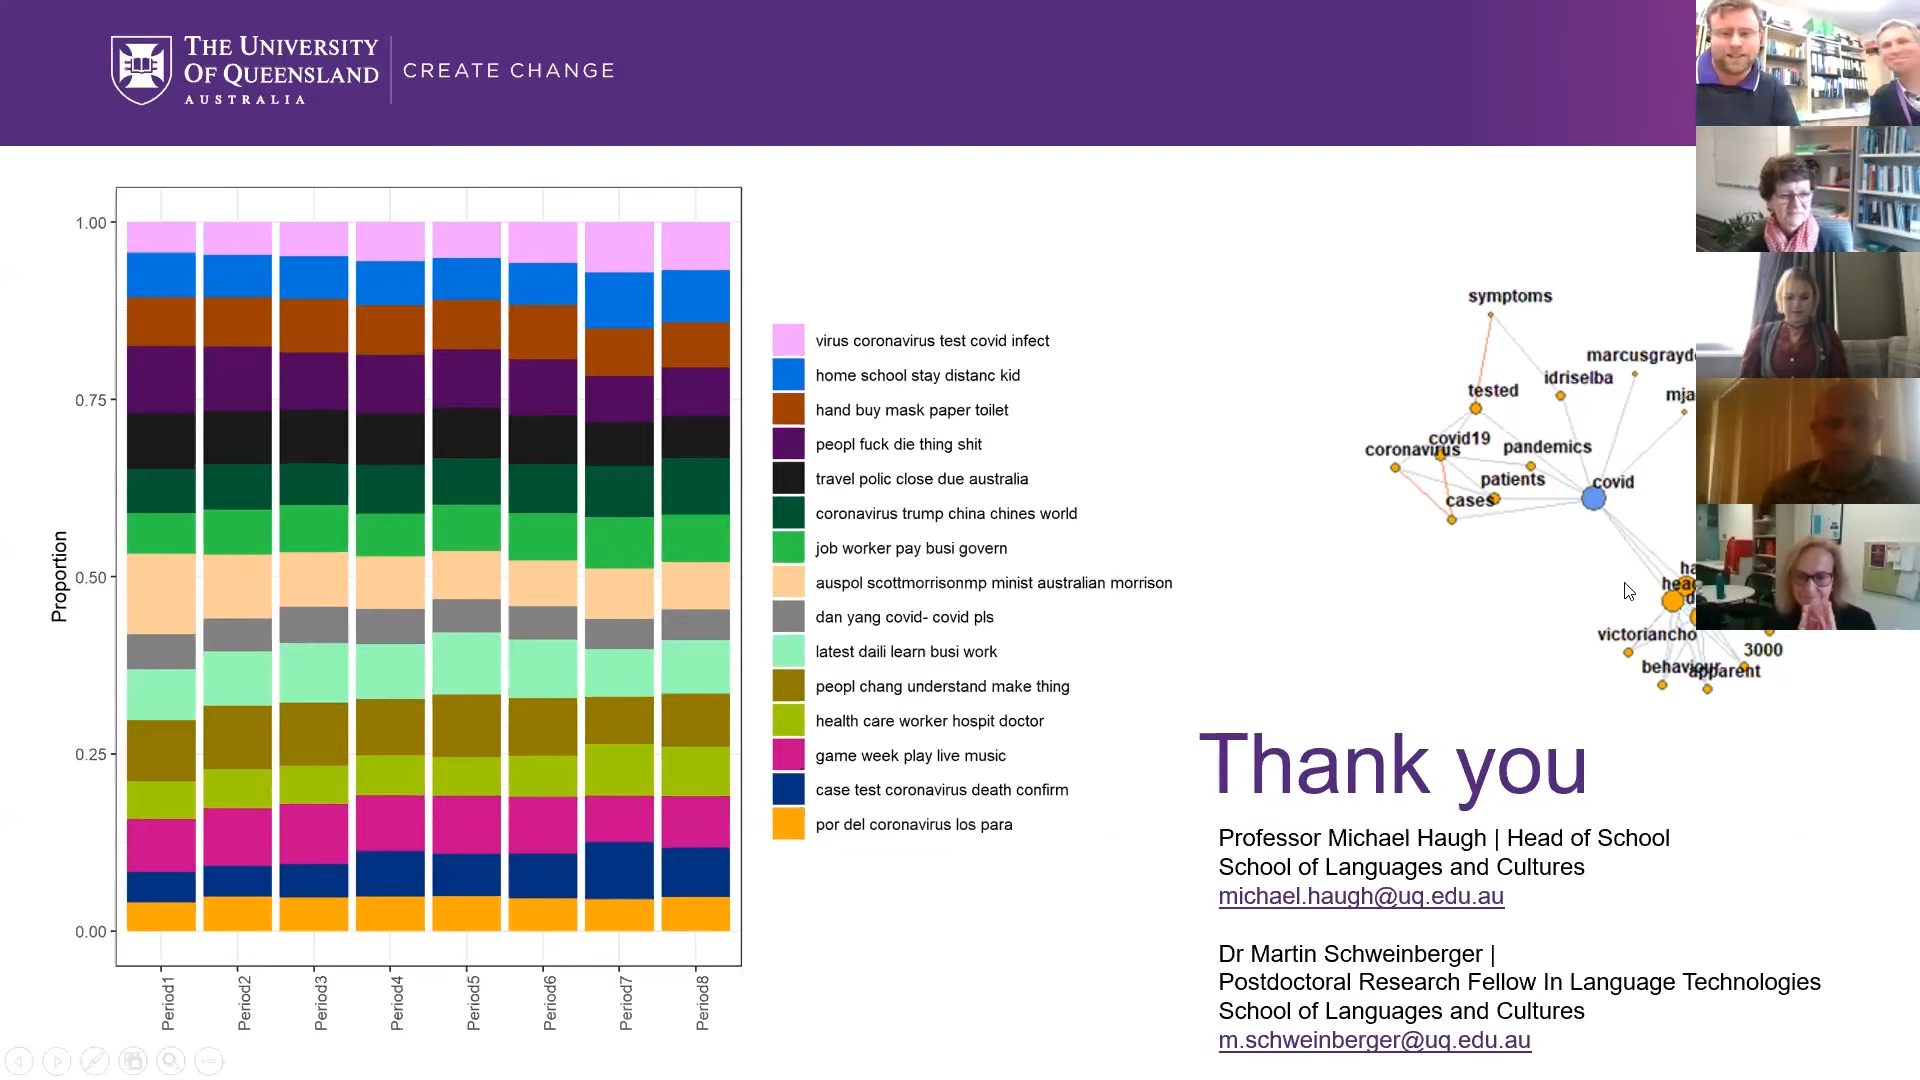 THE UNIVERSITY
OF QUEENSLAND
AUSTRALIA
CREATE CHANGE
Proportion
1.00
0.75
0.50
0.25
0.00
Period1
Period2
Period3
Period4
Period5
Period6
Period7
Period8
virus coronavirus test covid infect
home school stay distanc kid
hand buy mask paper toilet
peopl fuck die thing shit
travel polic close due australia
coronavirus trump china chines world
job worker pay busi govern
auspol scottmorrisonmp minist australian morrison
dan yang covid- covid pls
latest daili learn busi work
peopl chang understand make thing
health care worker hospit doctor
game week play live music
case test coronavirus death confirm
por del coronavirus los para
symptoms
marcusgrayd
idriselba
tested
mja
covid19
pandemics
coronavirus
patients
covid
cases
ha
head
victoriancho
3000
behaviour
apparent
Thank you
Professor Michael Haugh | Head of School
School of Languages and Cultures
michael.haugh@uq.edu.au
Dr Martin Schweinberger |
Postdoctoral Research Fellow In Language Technologies
School of Languages and Cultures
m.schweinberger@uq.edu.au